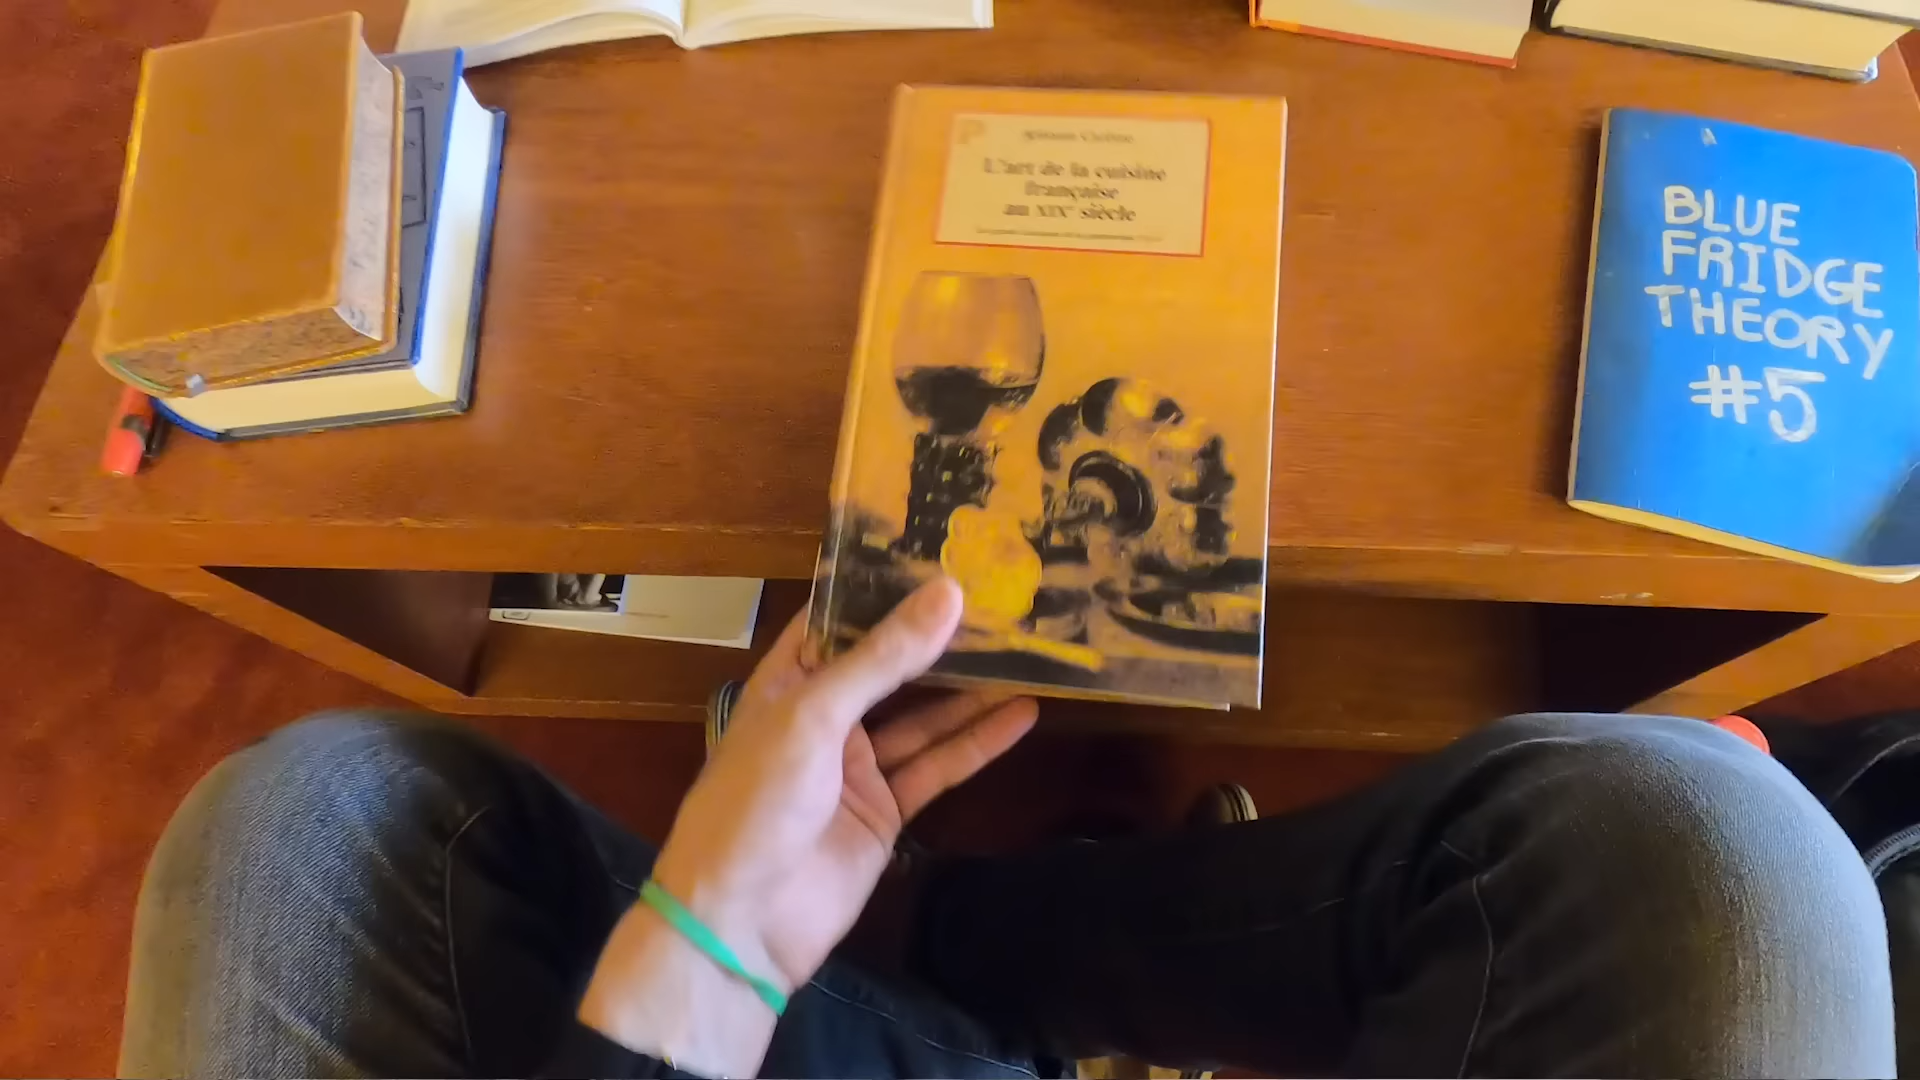 L'art de la cuisine
française
au XIXe siècle
BLUE
FRIDGE
THEORY
#5